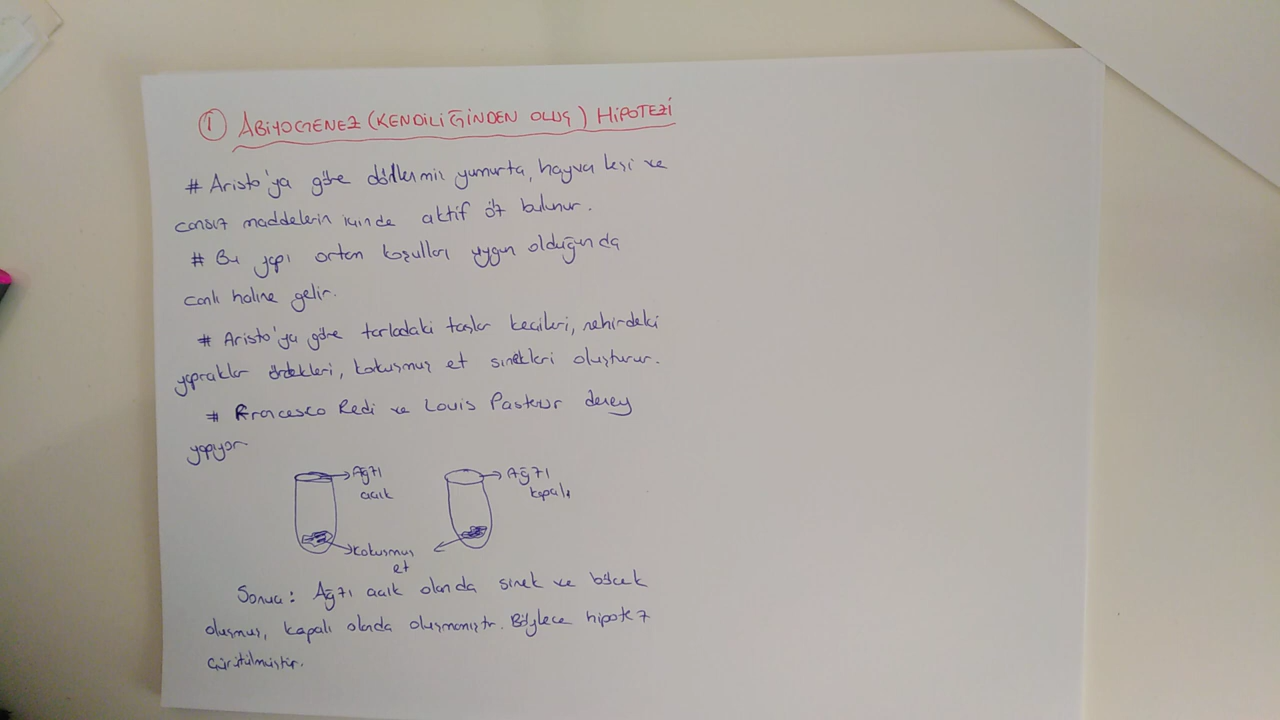 1 ABİYOGENEZ (KENDİLİĞİNDEN OLUŞ) HİPOTEZİ
# Aristo'ya göre döllenmiş yumurta, hayva leşi ve
cansız maddelerin içinde aktif öz bulunur.
# Bu yapı ortam koşulları uygun olduğunda
canlı haline gelir.
# Aristo'ya göre tarladaki taşlar keçileri, nehirdeki
yapraklar ördekleri, kokuşmuş et sinekleri oluşturur.
# Francesco Redi ve Louis Pasteur deney
yapıyor.
Ağzı açık
Ağzı kapalı
Kokuşmuş et
Sonuç: Ağzı açık olanda sinek ve böcek
oluşmuş, kapalı olanda oluşmamıştır. Böylece hipotez
çürütülmüştür.